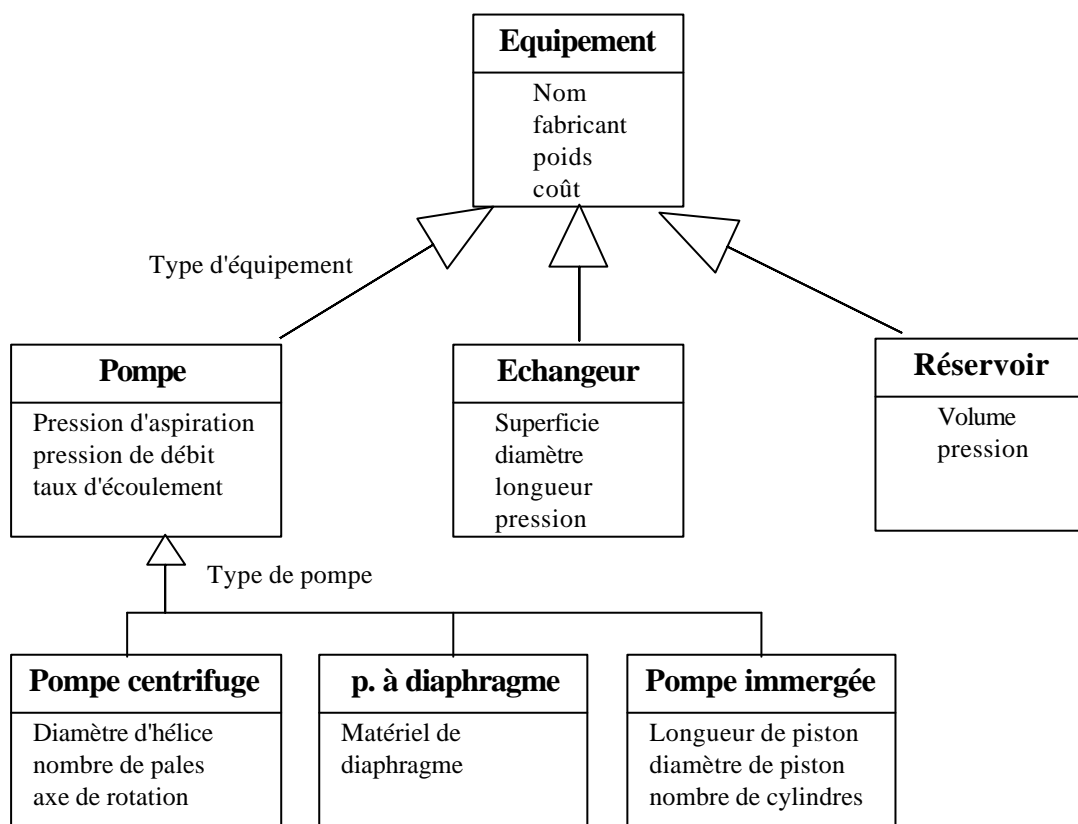 Equipement
Nom
fabricant
poids
coût
Type d'équipement
Pompe
Pression d'aspiration
pression de débit
taux d'écoulement
Echangeur
Superficie
diamètre
longueur
pression
Réservoir
Volume
pression
Type de pompe
Pompe centrifuge
Diamètre d'hélice
nombre de pales
axe de rotation
p. à diaphragme
Matériel de
diaphragme
Pompe immergée
Longueur de piston
diamètre de piston
nombre de cylindres